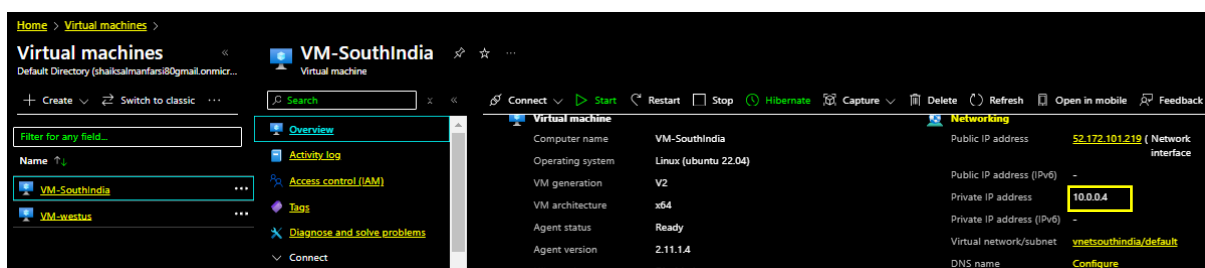 Home > Virtual machines >
Virtual machines «
Default Directory (shaiksalmanfarsi80gmail.onmicr...
+ Create Switch to classic ...
Filter for any field...
Name ↑↓
VM-SouthIndia ...
VM-westus ...
VM-SouthIndia ...
Virtual machine
Search
«
Overview
Activity log
Access control (IAM)
Tags
Diagnose and solve problems
Connect
Connect Start Restart Stop Hibernate Capture Delete Refresh Open in mobile Feedback
Virtual machine
Computer name VM-SouthIndia
Operating system Linux (ubuntu 22.04)
VM generation V2
VM architecture x64
Agent status Ready
Agent version 2.11.1.4
Networking
Public IP address 52.172.101.219 ( Network
interface
Public IP address (IPv6) -
Private IP address 10.0.0.4
Private IP address (IPv6) -
Virtual network/subnet vnetsouthindia/default
DNS name Configure